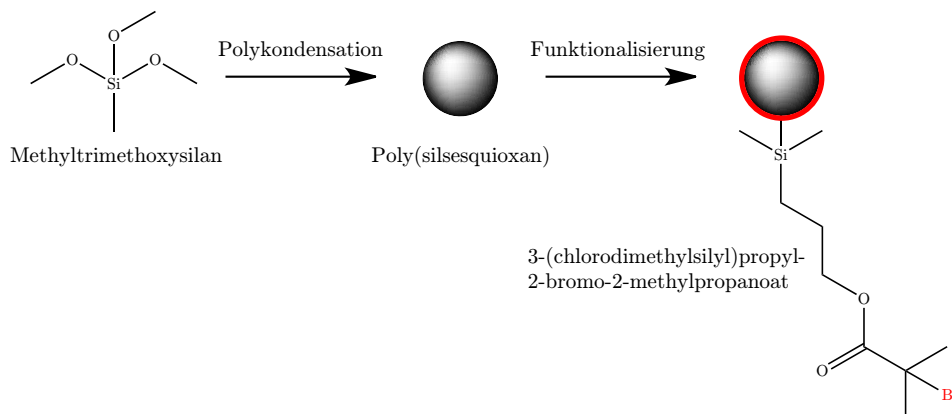 O
Polykondensation
Funktionalisierung
O
O
Si
Methyltrimethoxysilan
Poly(silsesquioxan)
Si
3-(chlorodimethylsilyl)propyl-
2-bromo-2-methylpropanoat
O
O
B